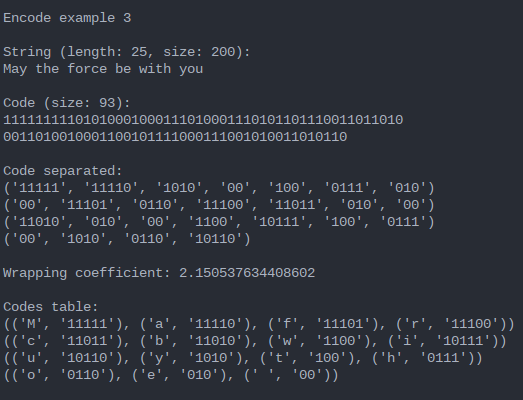 Encode example 3
String (length: 25, size: 200):
May the force be with you
Code (size: 93):
11111111101010001000111010001110101101110011011010
0011010010001100101111000111001010011010110
Code separated:
('11111', '11110', '1010', '00', '100', '0111', '010')
('00', '11101', '0110', '11100', '11011', '010', '00')
('11010', '010', '00', '1100', '10111', '100', '0111')
('00', '1010', '0110', '10110')
Wrapping coefficient: 2.150537634408602
Codes table:
(('M', '11111'), ('a', '11110'), ('f', '11101'), ('r', '11100'))
(('c', '11011'), ('b', '11010'), ('w', '1100'), ('i', '10111'))
(('u', '10110'), ('y', '1010'), ('t', '100'), ('h', '0111'))
(('o', '0110'), ('e', '010'), (' ', '00'))